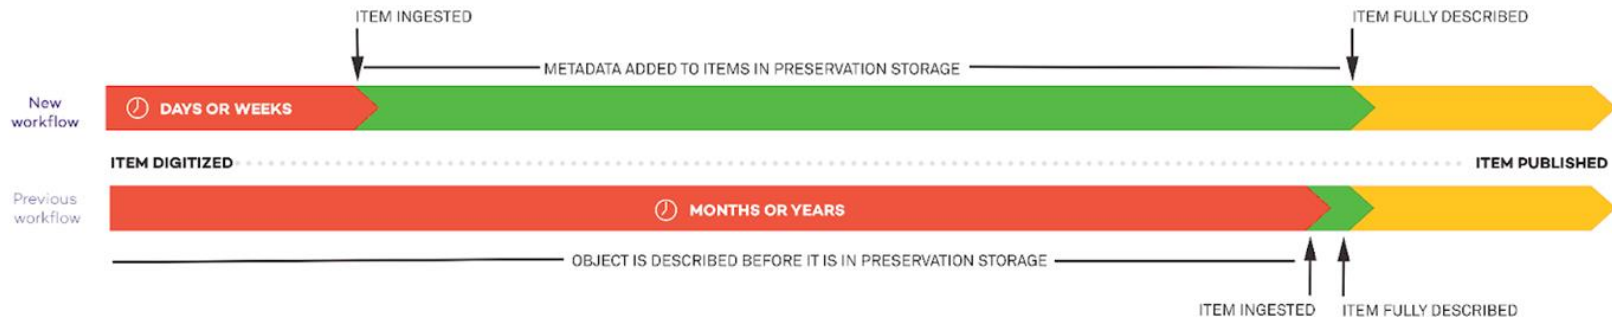 ITEM INGESTED
ITEM FULLY DESCRIBED
METADATA ADDED TO ITEMS IN PRESERVATION STORAGE
New
workflow
DAYS OR WEEKS
ITEM DIGITIZED
ITEM PUBLISHED
Previous
workflow
MONTHS OR YEARS
OBJECT IS DESCRIBED BEFORE IT IS IN PRESERVATION STORAGE
ITEM INGESTED
ITEM FULLY DESCRIBED